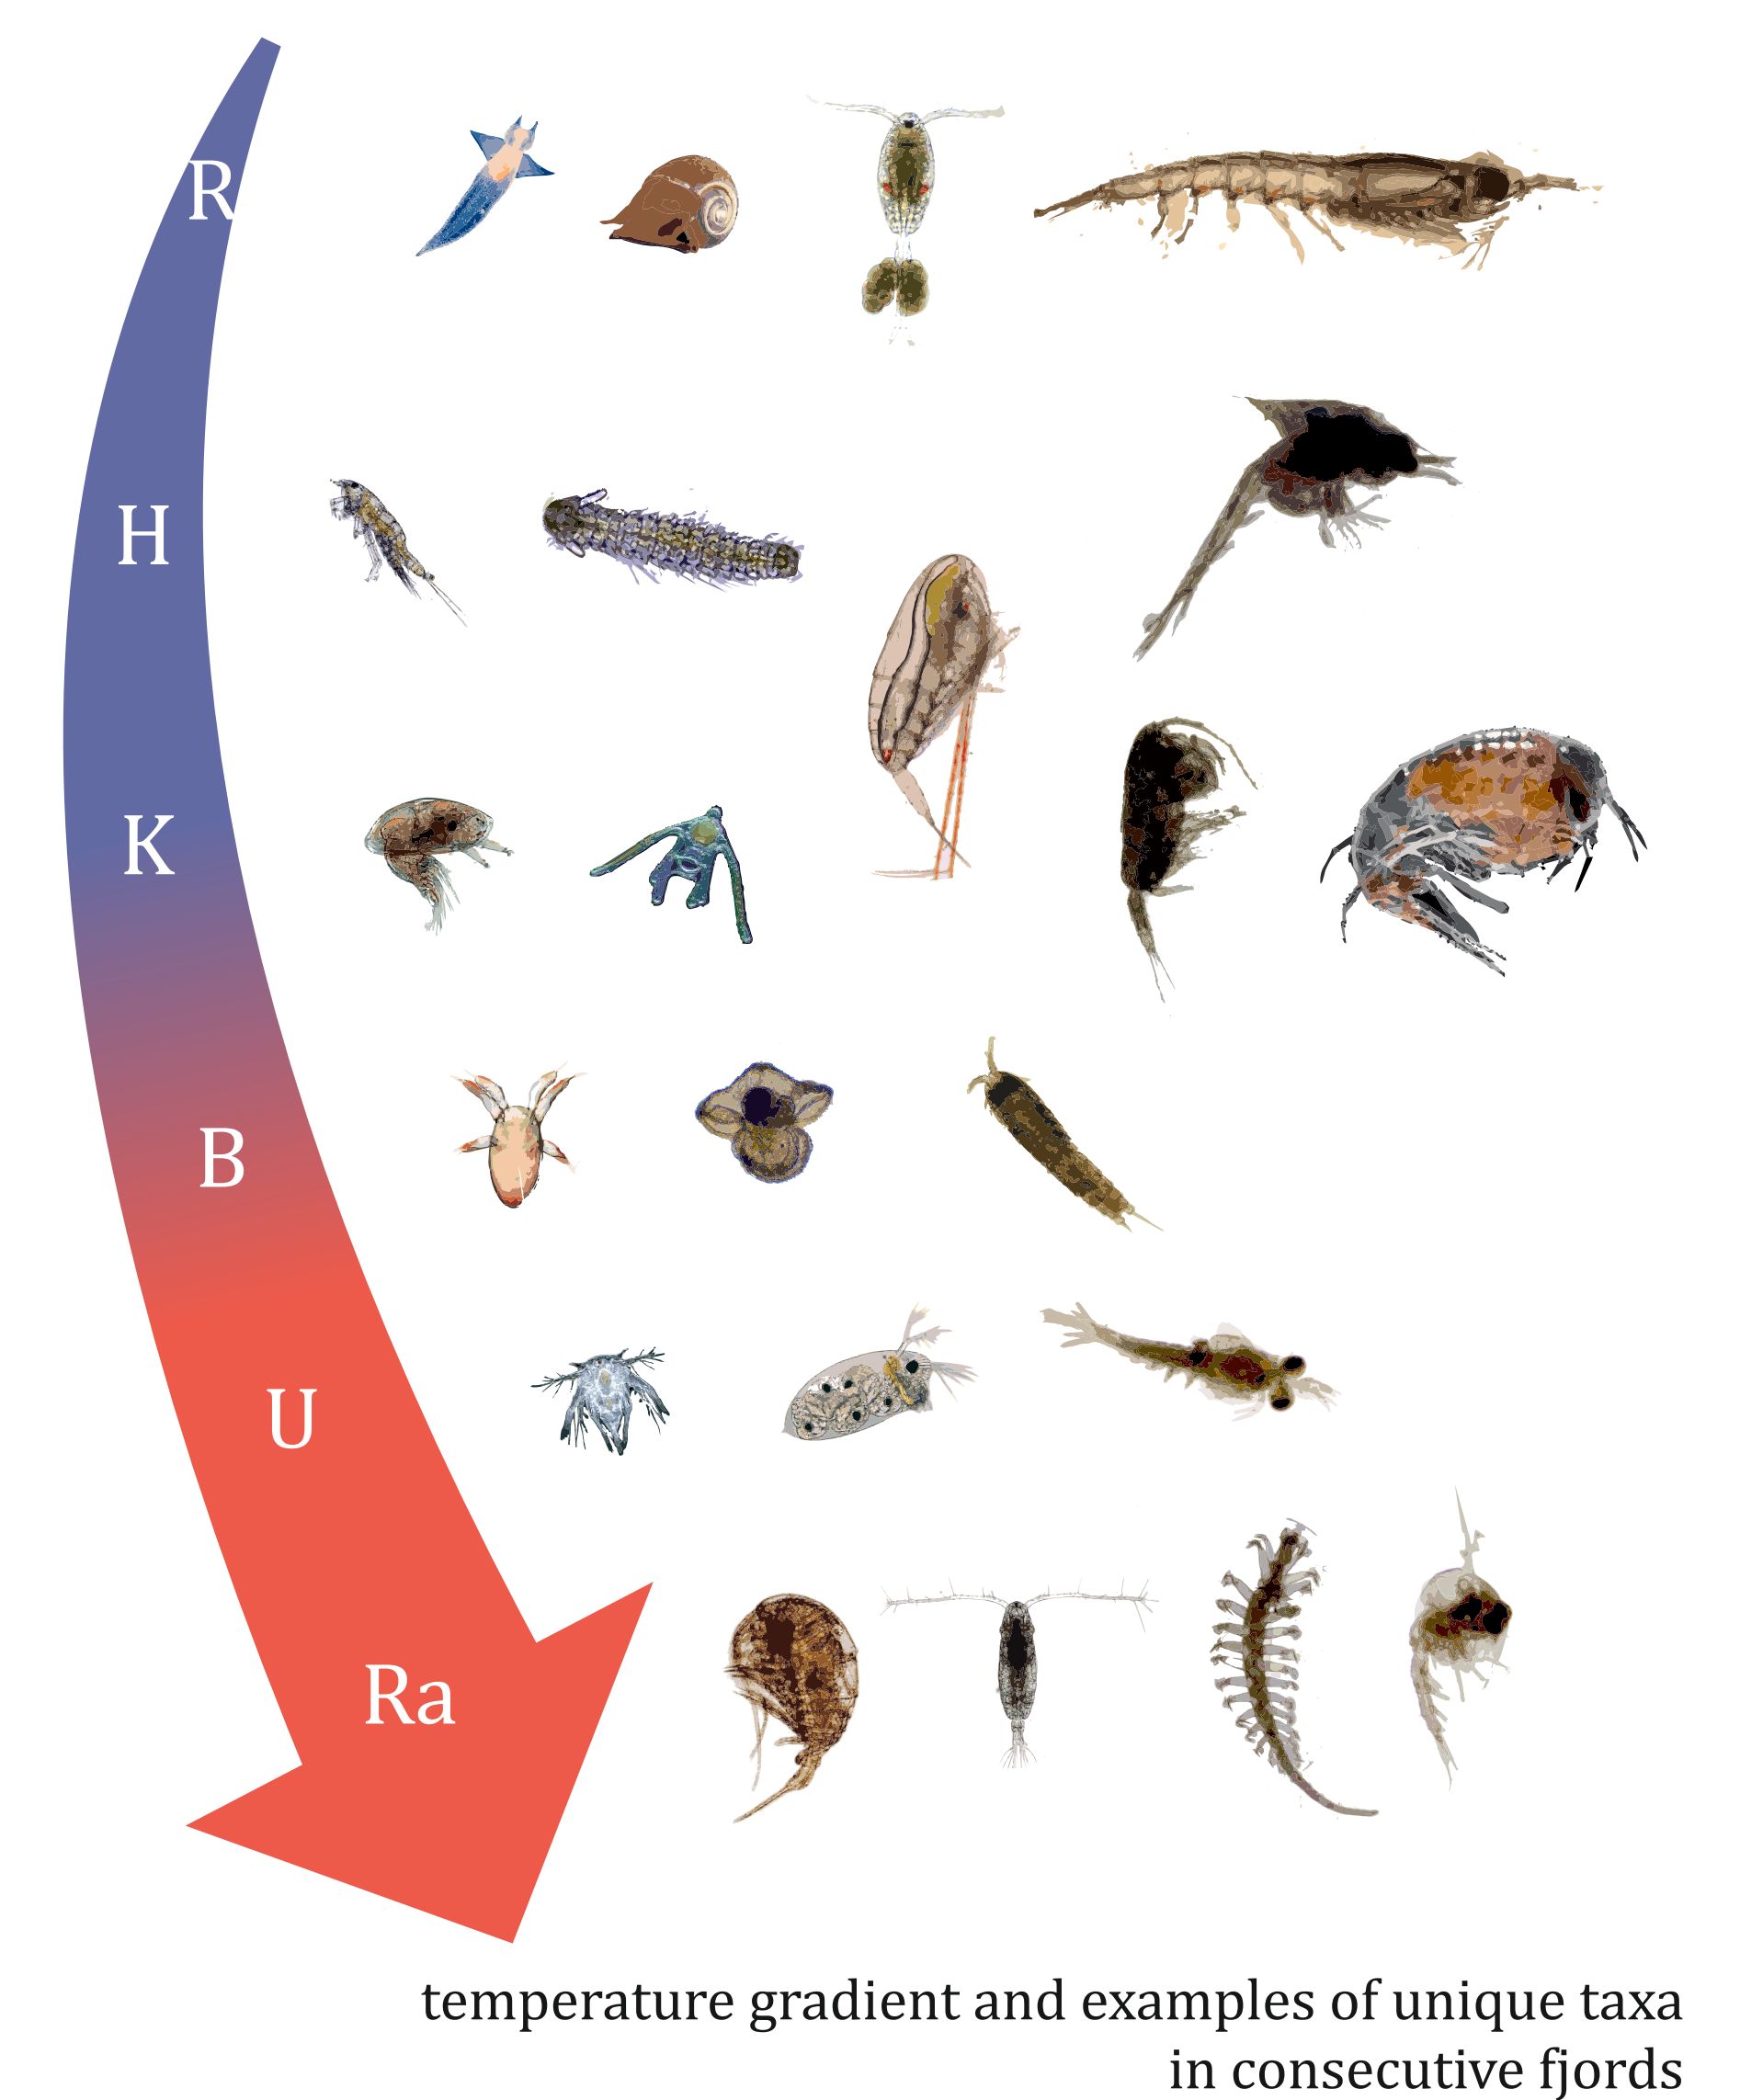 R
H
K
B
U
Ra
temperature gradient and examples of unique taxa
in consecutive fjords